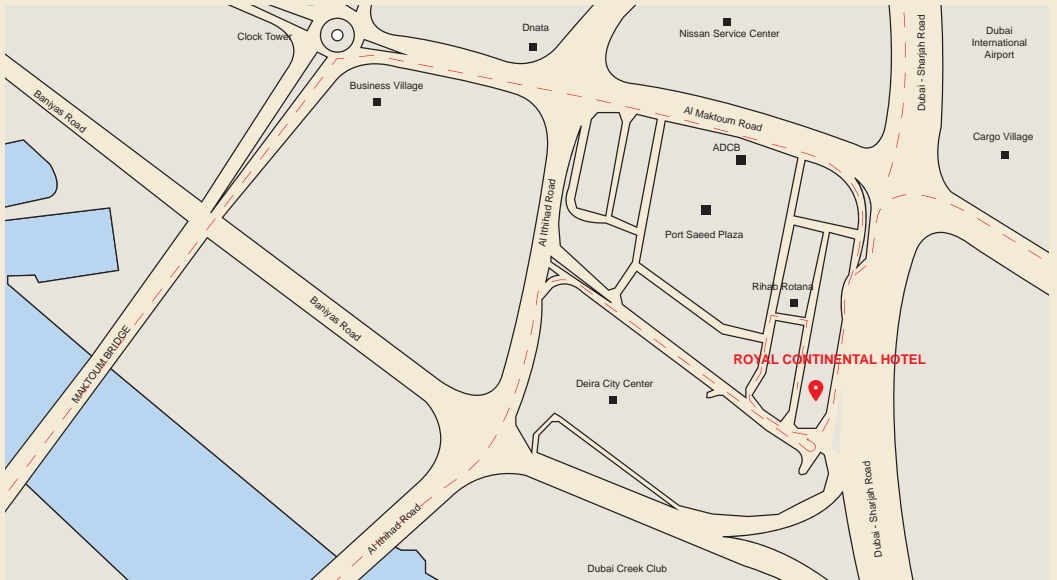 Clock Tower
Dnata
Nissan Service Center
Dubai - Sharjah Road
Dubai
International
Airport
Business Village
Baniyas Road
Al Maktoum Road
ADCB
Cargo Village
Al Ithihad Road
Port Saeed Plaza
Rihab Rotana
Baniyas Road
MAKTOUM BRIDGE
ROYAL CONTINENTAL HOTEL
Deira City Center
Al Ithihad Road
Dubai - Sharjah Road
Dubai Creek Club